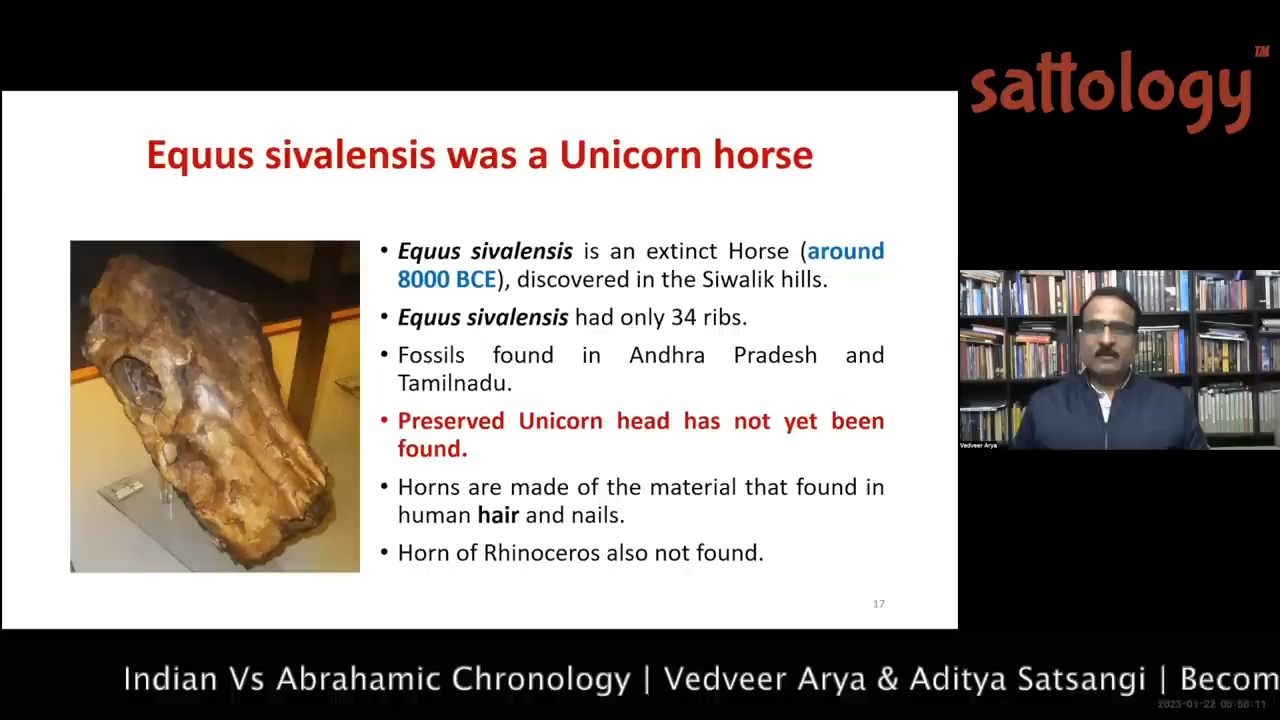 sattology™
Equus sivalensis was a Unicorn horse
• Equus sivalensis is an extinct Horse (around
8000 BCE), discovered in the Siwalik hills.
• Equus sivalensis had only 34 ribs.
• Fossils found in Andhra Pradesh and
Tamilnadu.
• Preserved Unicorn head has not yet been
found.
• Horns are made of the material that found in
human hair and nails.
• Horn of Rhinoceros also not found.
17
Vedveer Arya
Indian Vs Abrahamic Chronology | Vedveer Arya & Aditya Satsangi | Becom